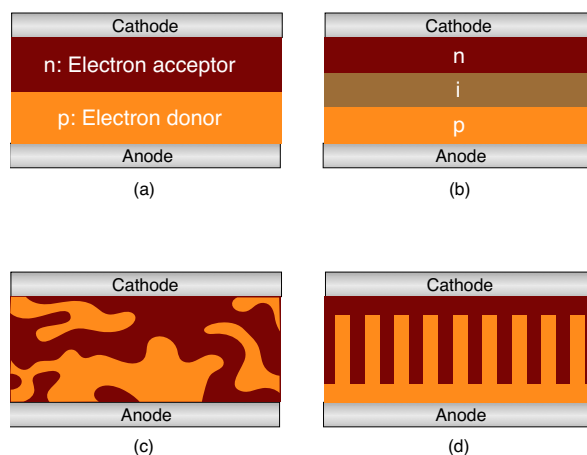 Cathode
n: Electron acceptor
p: Electron donor
Anode
(a)
Cathode
n
i
p
Anode
(b)
Cathode
Anode
(c)
Cathode
Anode
(d)